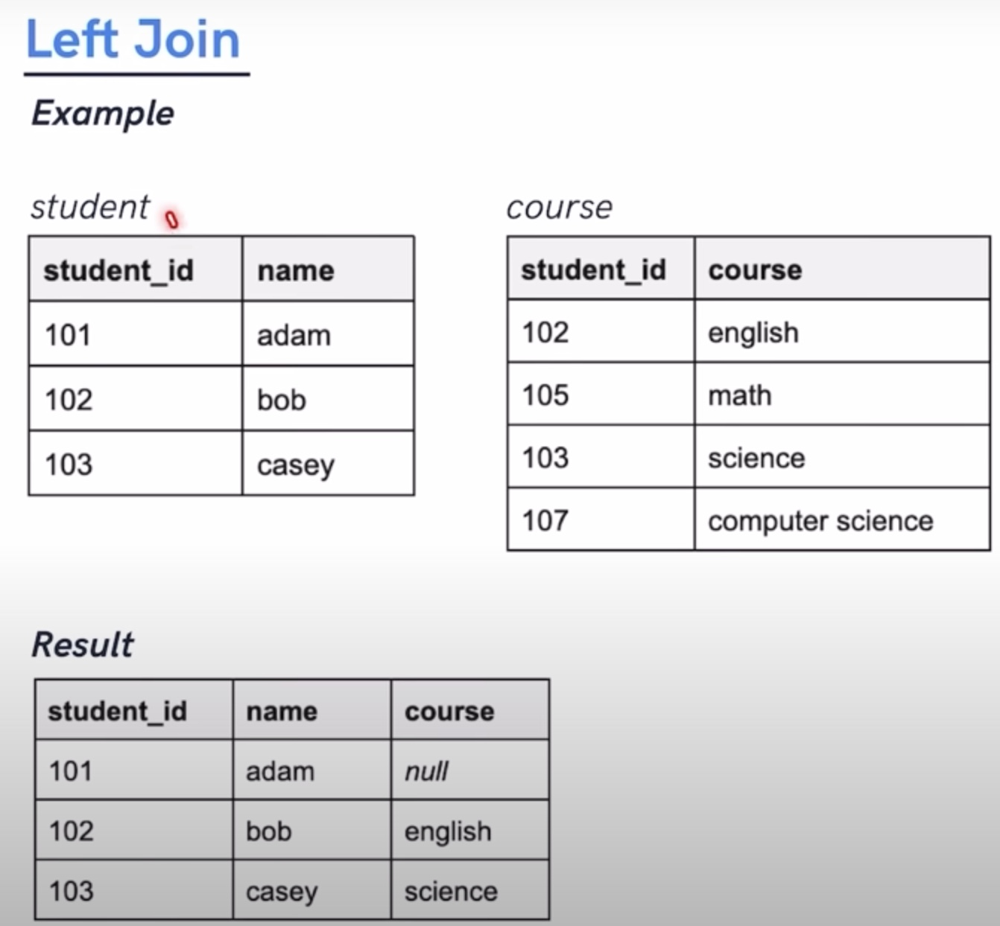 Left Join
Example
student
student_id name
101 adam
102 bob
103 casey
course
student_id course
102 english
105 math
103 science
107 computer science
Result
student_id name course
101 adam null
102 bob english
103 casey science